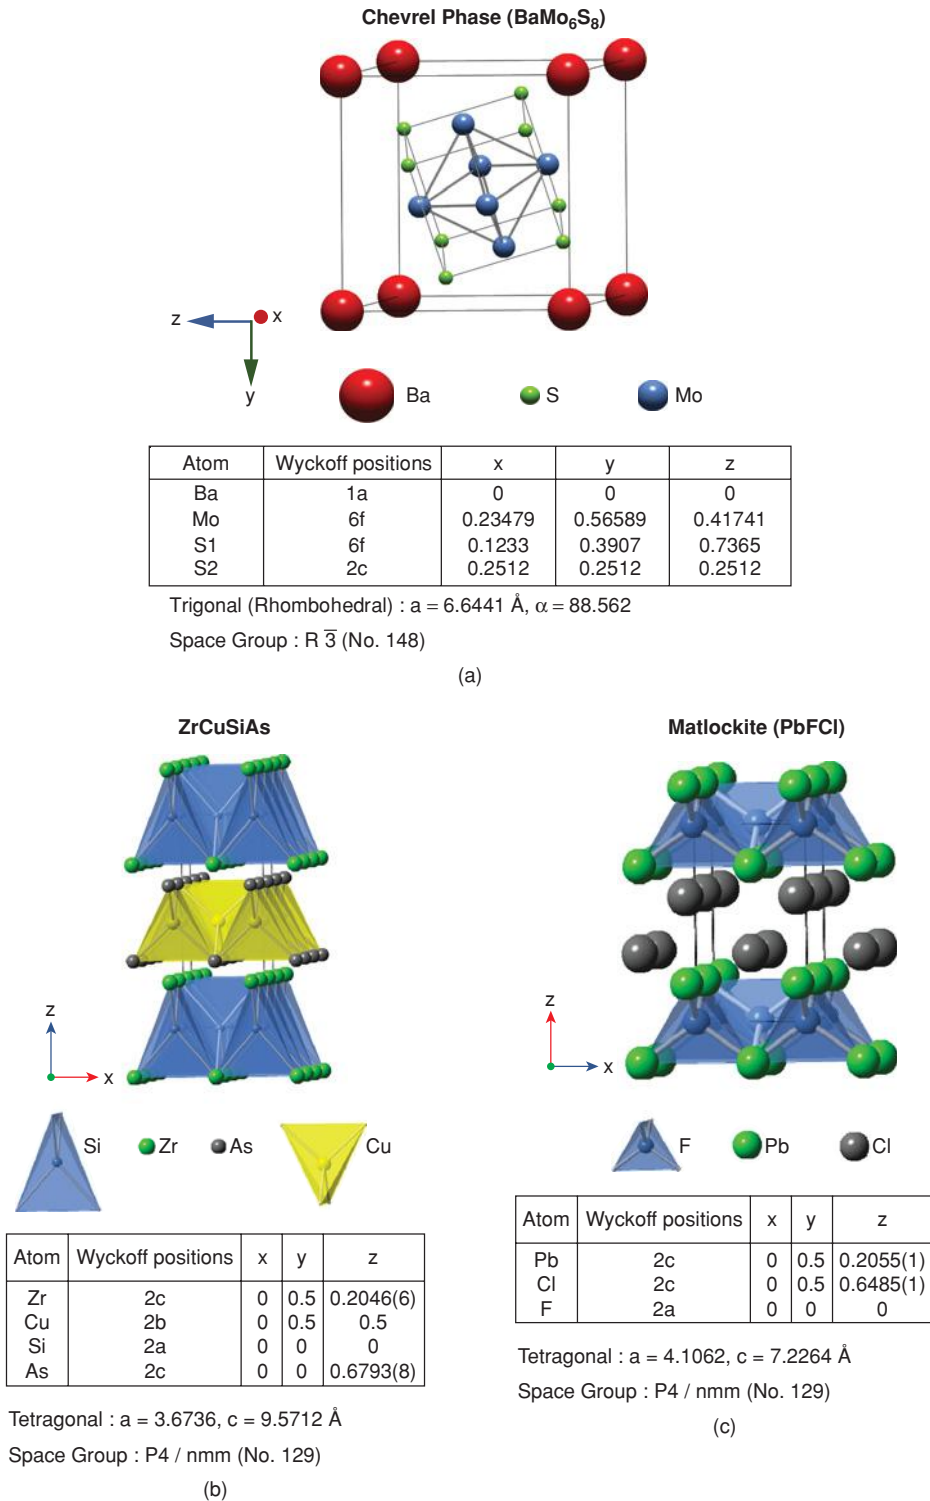 Chevrel Phase (BaMo₆S₈)
z x
y
Ba S Mo
Atom Wyckoff positions x y z
Ba 1a 0 0 0
Mo 6f 0.23479 0.56589 0.41741
S1 6f 0.1233 0.3907 0.7365
S2 2c 0.2512 0.2512 0.2512
Trigonal (Rhombohedral) : a = 6.6441 Å, α = 88.562
Space Group : R 3̅ (No. 148)
(a)
ZrCuSiAs
z
x
Si Zr As Cu
Atom Wyckoff positions x y z
Zr 2c 0 0.5 0.2046(6)
Cu 2b 0 0.5 0.5
Si 2a 0 0 0
As 2c 0 0 0.6793(8)
Tetragonal : a = 3.6736, c = 9.5712 Å
Space Group : P4 / nmm (No. 129)
(b)
Matlockite (PbFCl)
z
x
F Pb Cl
Atom Wyckoff positions x y z
Pb 2c 0 0.5 0.2055(1)
Cl 2c 0 0.5 0.6485(1)
F 2a 0 0 0
Tetragonal : a = 4.1062, c = 7.2264 Å
Space Group : P4 / nmm (No. 129)
(c)